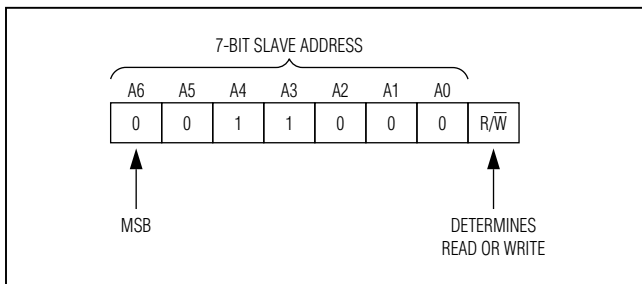 7-BIT SLAVE ADDRESS
A6 A5 A4 A3 A2 A1 A0
0 0 1 1 0 0 0 R/W̅
MSB
DETERMINES
READ OR WRITE